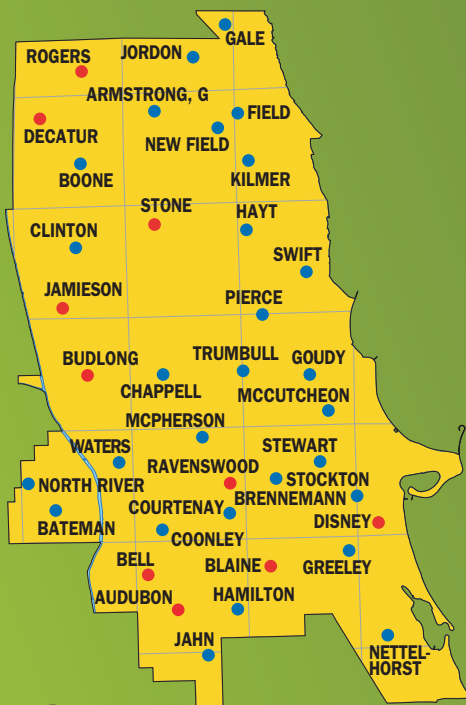 GALE
ROGERS
JORDON
ARMSTRONG, G
FIELD
DECATUR
NEW FIELD
BOONE
KILMER
STONE
HAYT
CLINTON
SWIFT
JAMIESON
PIERCE
BUDLONG
TRUMBULL
GOUDY
CHAPPELL
MCCUTCHEON
MCPHERSON
WATERS
STEWART
RAVENSWOOD
NORTH RIVER
STOCKTON
BRENNEMANN
COURTENAY
BATEMAN
DISNEY
COONLEY
BELL
BLAINE
GREELEY
AUDUBON
HAMILTON
JAHN
NETTEL-
HORST